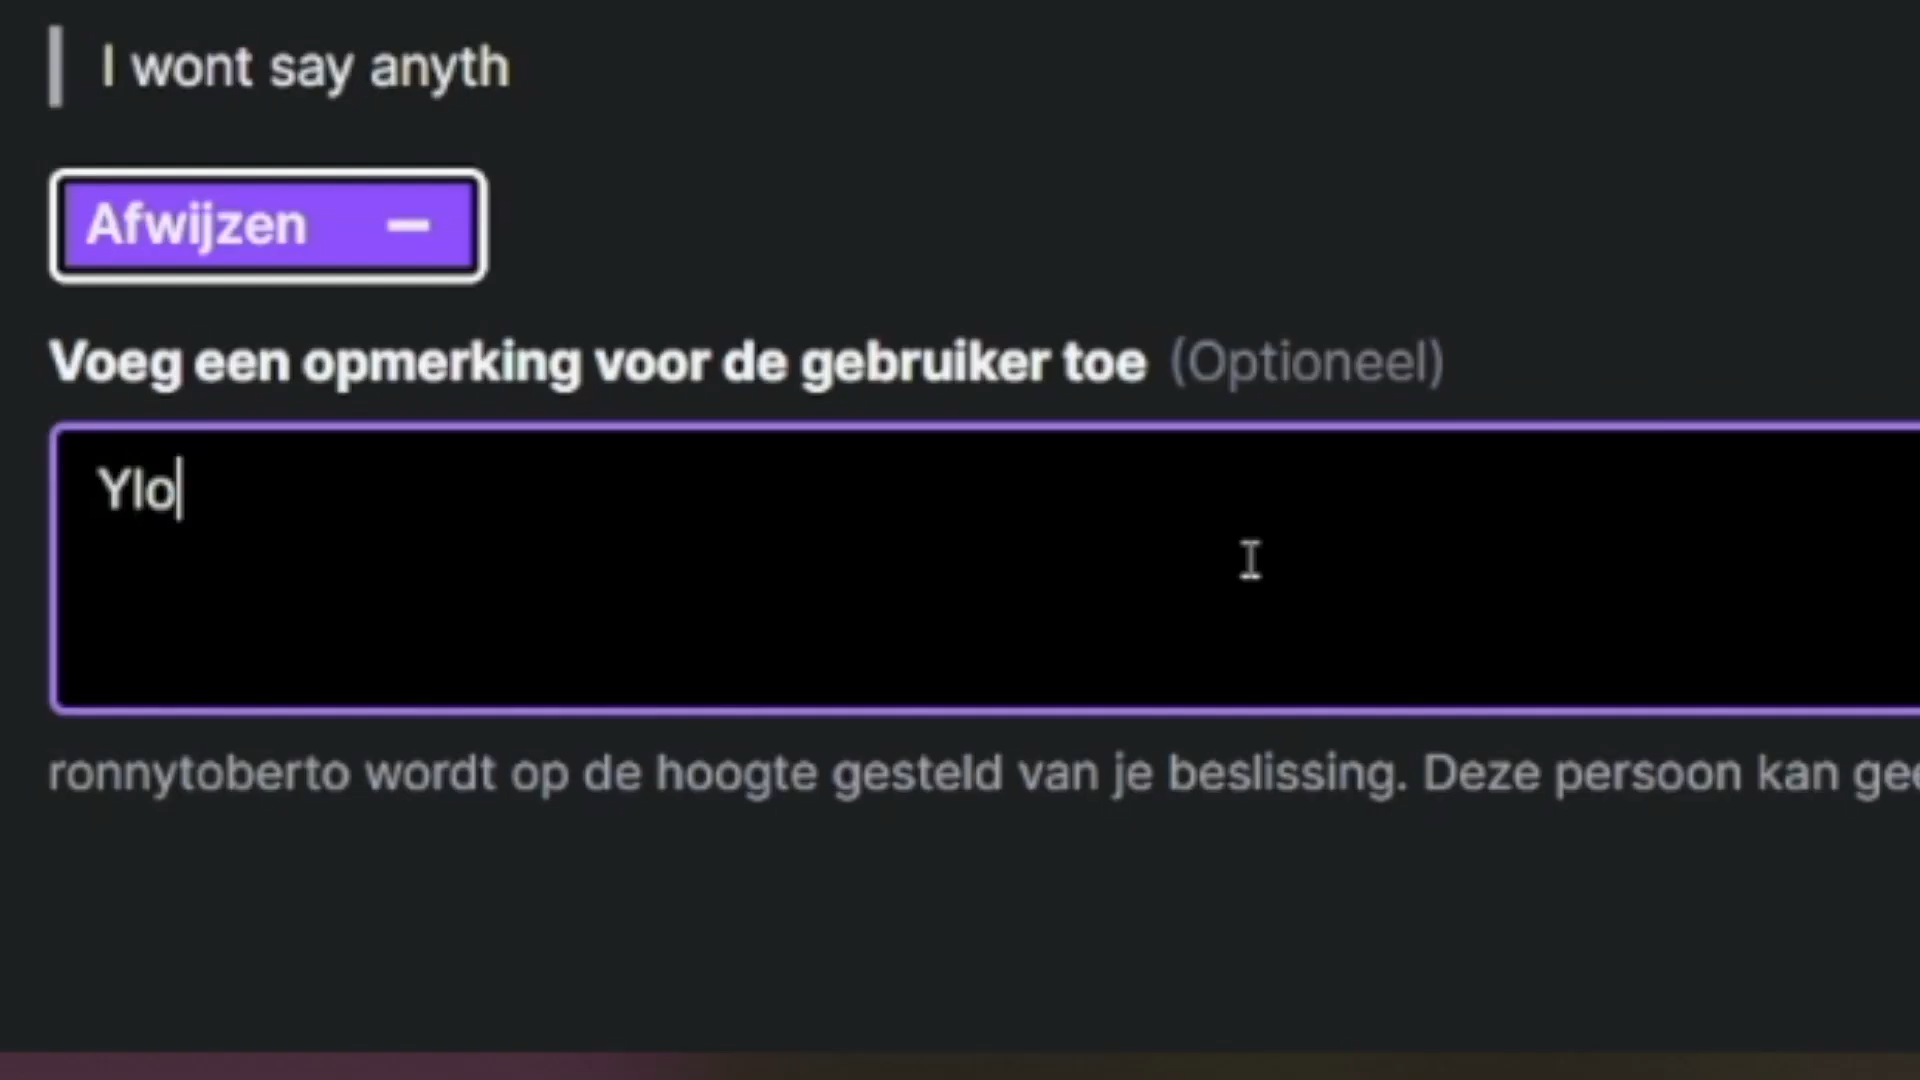 I wont say anyth
Afwijzen
Voeg een opmerking voor de gebruiker toe (Optioneel)
Ylo
ronnytoberto wordt op de hoogte gesteld van je beslissing. Deze persoon kan